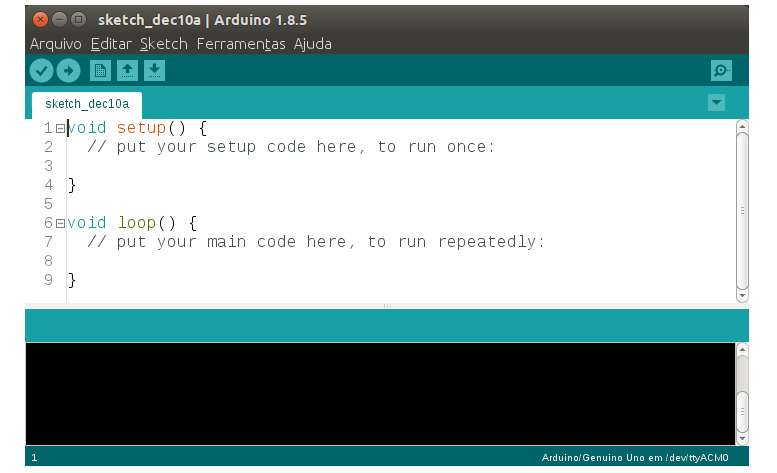 sketch_dec10a | Arduino 1.8.5
Arquivo Editar Sketch Ferramentas Ajuda
sketch_dec10a
1 void setup() {
2 // put your setup code here, to run once:
3
4 }
5
6 void loop() {
7 // put your main code here, to run repeatedly:
8
9 }
1 Arduino/Genuino Uno em /dev/ttyACM0